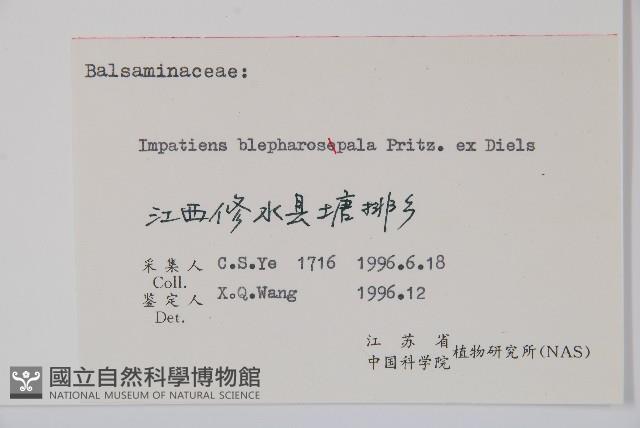 Balsaminaceae:
Impatiens blepharosepala Pritz. ex Diels
江西修水县塘排乡
采集人 C.S.Ye 1716 1996.6.18
Coll.
鉴定人 X.Q.Wang 1996.12
Det.
江苏省
中国科学院 植物研究所(NAS)
國立自然科學博物館
NATIONAL MUSEUM OF NATURAL SCIENCE